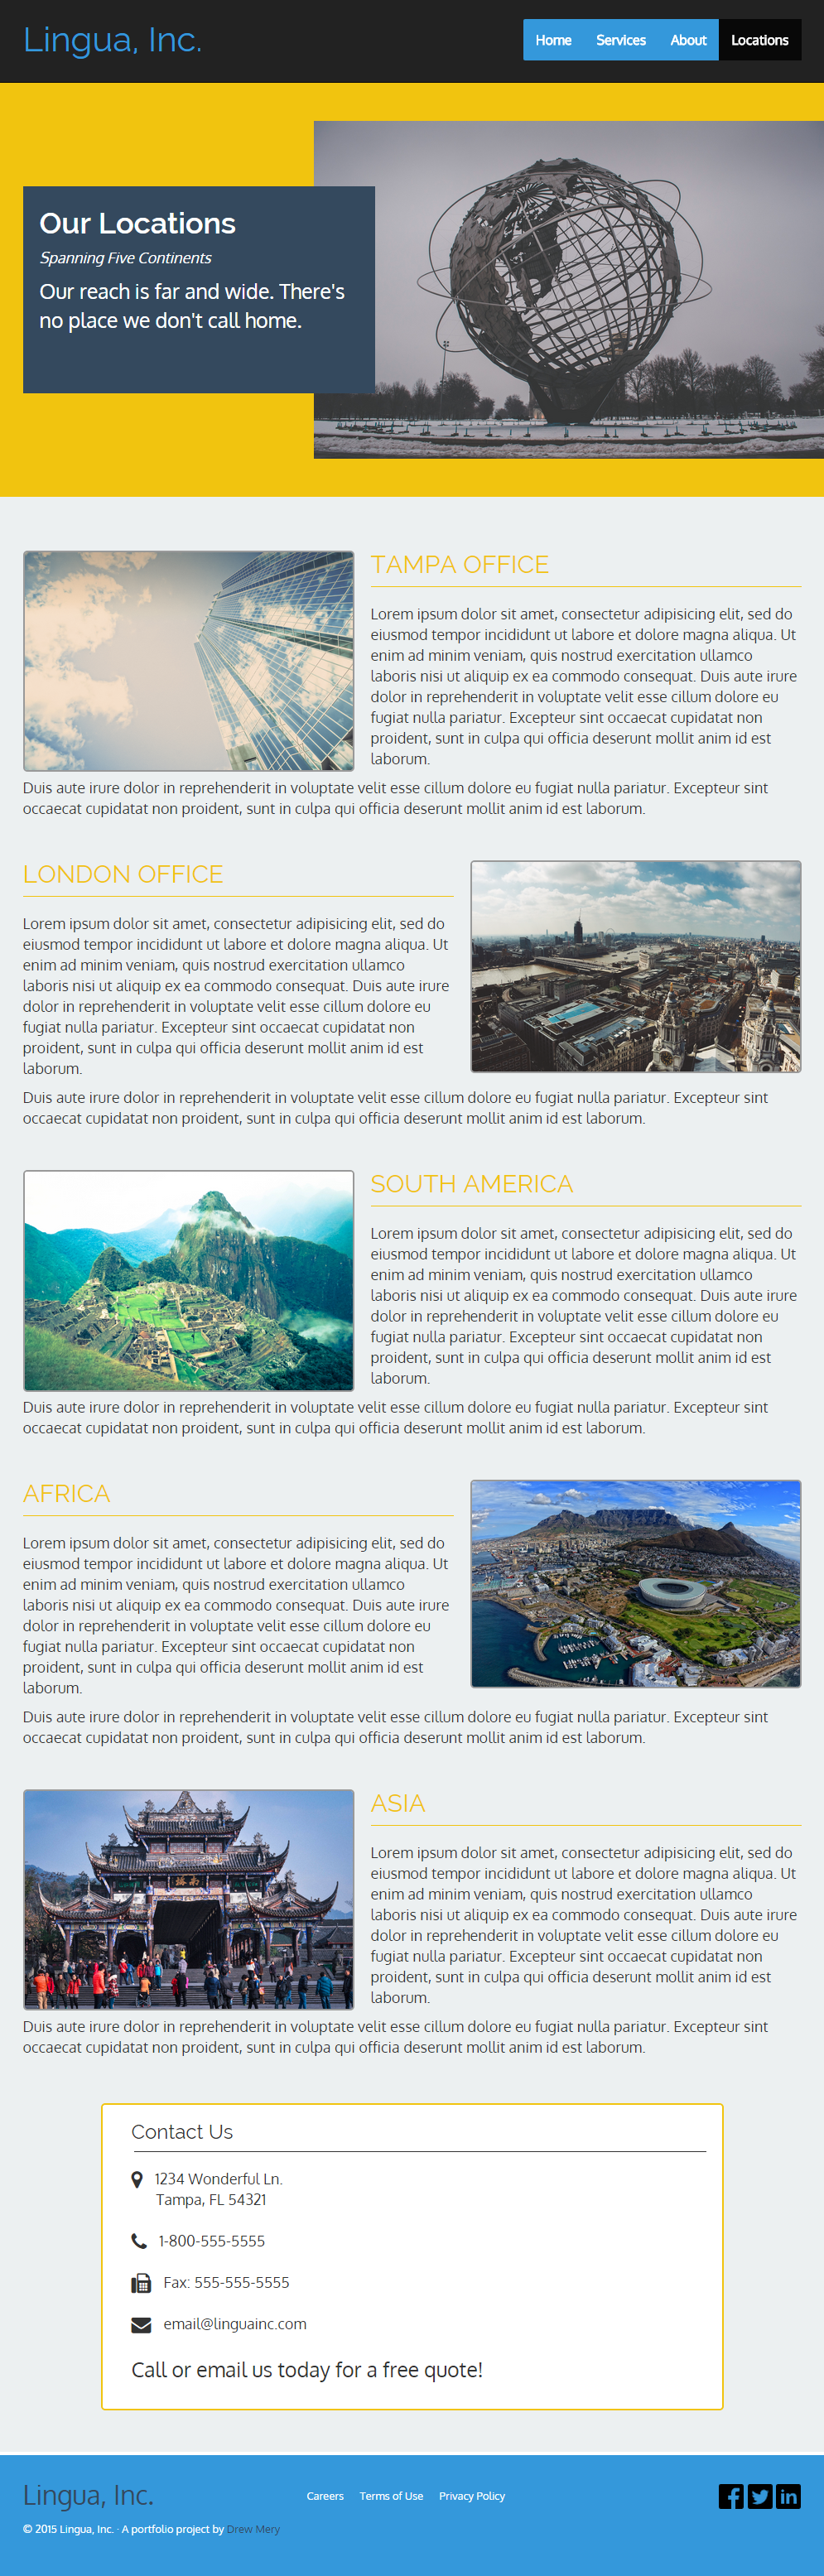 Lingua, Inc.
Home Services About Locations
Our Locations
Spanning Five Continents
Our reach is far and wide. There's
no place we don't call home.
TAMPA OFFICE
Lorem ipsum dolor sit amet, consectetur adipisicing elit, sed do
eiusmod tempor incididunt ut labore et dolore magna aliqua. Ut
enim ad minim veniam, quis nostrud exercitation ullamco
laboris nisi ut aliquip ex ea commodo consequat. Duis aute irure
dolor in reprehenderit in voluptate velit esse cillum dolore eu
fugiat nulla pariatur. Excepteur sint occaecat cupidatat non
proident, sunt in culpa qui officia deserunt mollit anim id est
laborum.
Duis aute irure dolor in reprehenderit in voluptate velit esse cillum dolore eu fugiat nulla pariatur. Excepteur sint
occaecat cupidatat non proident, sunt in culpa qui officia deserunt mollit anim id est laborum.
LONDON OFFICE
Lorem ipsum dolor sit amet, consectetur adipisicing elit, sed do
eiusmod tempor incididunt ut labore et dolore magna aliqua. Ut
enim ad minim veniam, quis nostrud exercitation ullamco
laboris nisi ut aliquip ex ea commodo consequat. Duis aute irure
dolor in reprehenderit in voluptate velit esse cillum dolore eu
fugiat nulla pariatur. Excepteur sint occaecat cupidatat non
proident, sunt in culpa qui officia deserunt mollit anim id est
laborum.
Duis aute irure dolor in reprehenderit in voluptate velit esse cillum dolore eu fugiat nulla pariatur. Excepteur sint
occaecat cupidatat non proident, sunt in culpa qui officia deserunt mollit anim id est laborum.
SOUTH AMERICA
Lorem ipsum dolor sit amet, consectetur adipisicing elit, sed do
eiusmod tempor incididunt ut labore et dolore magna aliqua. Ut
enim ad minim veniam, quis nostrud exercitation ullamco
laboris nisi ut aliquip ex ea commodo consequat. Duis aute irure
dolor in reprehenderit in voluptate velit esse cillum dolore eu
fugiat nulla pariatur. Excepteur sint occaecat cupidatat non
proident, sunt in culpa qui officia deserunt mollit anim id est
laborum.
Duis aute irure dolor in reprehenderit in voluptate velit esse cillum dolore eu fugiat nulla pariatur. Excepteur sint
occaecat cupidatat non proident, sunt in culpa qui officia deserunt mollit anim id est laborum.
AFRICA
Lorem ipsum dolor sit amet, consectetur adipisicing elit, sed do
eiusmod tempor incididunt ut labore et dolore magna aliqua. Ut
enim ad minim veniam, quis nostrud exercitation ullamco
laboris nisi ut aliquip ex ea commodo consequat. Duis aute irure
dolor in reprehenderit in voluptate velit esse cillum dolore eu
fugiat nulla pariatur. Excepteur sint occaecat cupidatat non
proident, sunt in culpa qui officia deserunt mollit anim id est
laborum.
Duis aute irure dolor in reprehenderit in voluptate velit esse cillum dolore eu fugiat nulla pariatur. Excepteur sint
occaecat cupidatat non proident, sunt in culpa qui officia deserunt mollit anim id est laborum.
ASIA
Lorem ipsum dolor sit amet, consectetur adipisicing elit, sed do
eiusmod tempor incididunt ut labore et dolore magna aliqua. Ut
enim ad minim veniam, quis nostrud exercitation ullamco
laboris nisi ut aliquip ex ea commodo consequat. Duis aute irure
dolor in reprehenderit in voluptate velit esse cillum dolore eu
fugiat nulla pariatur. Excepteur sint occaecat cupidatat non
proident, sunt in culpa qui officia deserunt mollit anim id est
laborum.
Duis aute irure dolor in reprehenderit in voluptate velit esse cillum dolore eu fugiat nulla pariatur. Excepteur sint
occaecat cupidatat non proident, sunt in culpa qui officia deserunt mollit anim id est laborum.
Contact Us
1234 Wonderful Ln.
Tampa, FL 54321
1-800-555-5555
Fax: 555-555-5555
email@linguainc.com
Call or email us today for a free quote!
Lingua, Inc.
Careers Terms of Use Privacy Policy
© 2015 Lingua, Inc. · A portfolio project by Drew Mery